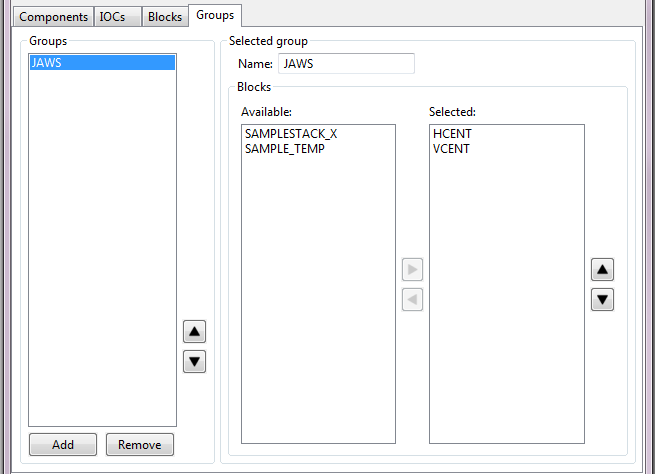 Components IOCs Blocks Groups
Groups
JAWS
Add Remove
Selected group
Name: JAWS
Blocks
Available:
SAMPLESTACK_X
SAMPLE_TEMP
Selected:
HCENT
VCENT